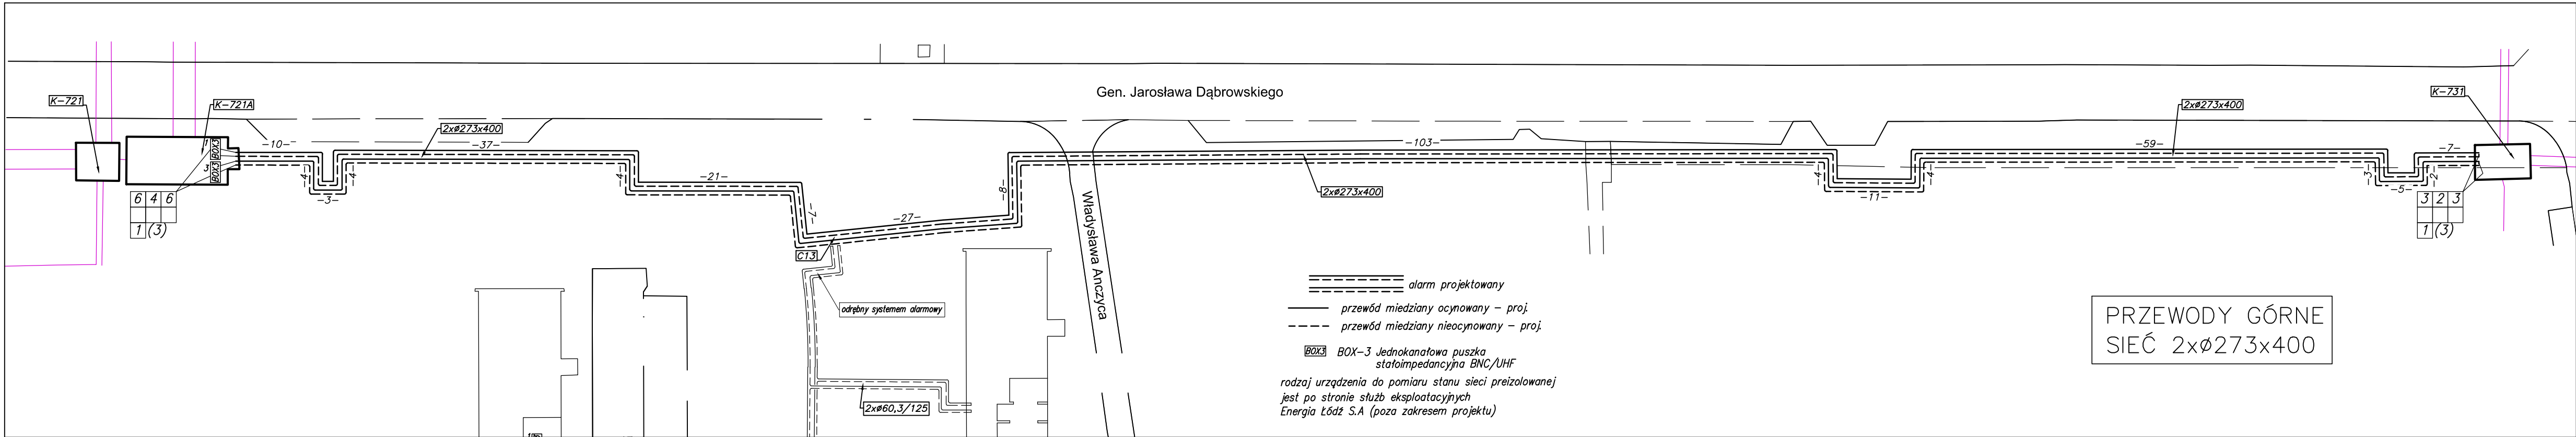 Gen. Jarosława Dąbrowskiego
K-721
K-721A
2xø273x400
2xø273x400
K-731
-10-
-37-
-103-
-59-
-7-
1
BOX3
3
BOX3
-4-
-3-
-4-
-4-
-21-
-7-
-27-
-8-
2xø273x400
-4-
-11-
-4-
-3-
-5-
-2-
6 4 6
1 (3)
3 2 3
1 (3)
C13
Władysława Anczyca
odrębny systemem alarmowy
2xø60,3/125
alarm projektowany
przewód miedziany ocynowany - proj.
przewód miedziany nieocynowany - proj.
BOX3 BOX-3 Jednokanałowa puszka
stałoimpedancyjna BNC/UHF
rodzaj urządzenia do pomiaru stanu sieci preizolowanej
jest po stronie służb eksploatacyjnych
Energia Łódź S.A (poza zakresem projektu)
PRZEWODY GÓRNE
SIEĆ 2xø273x400